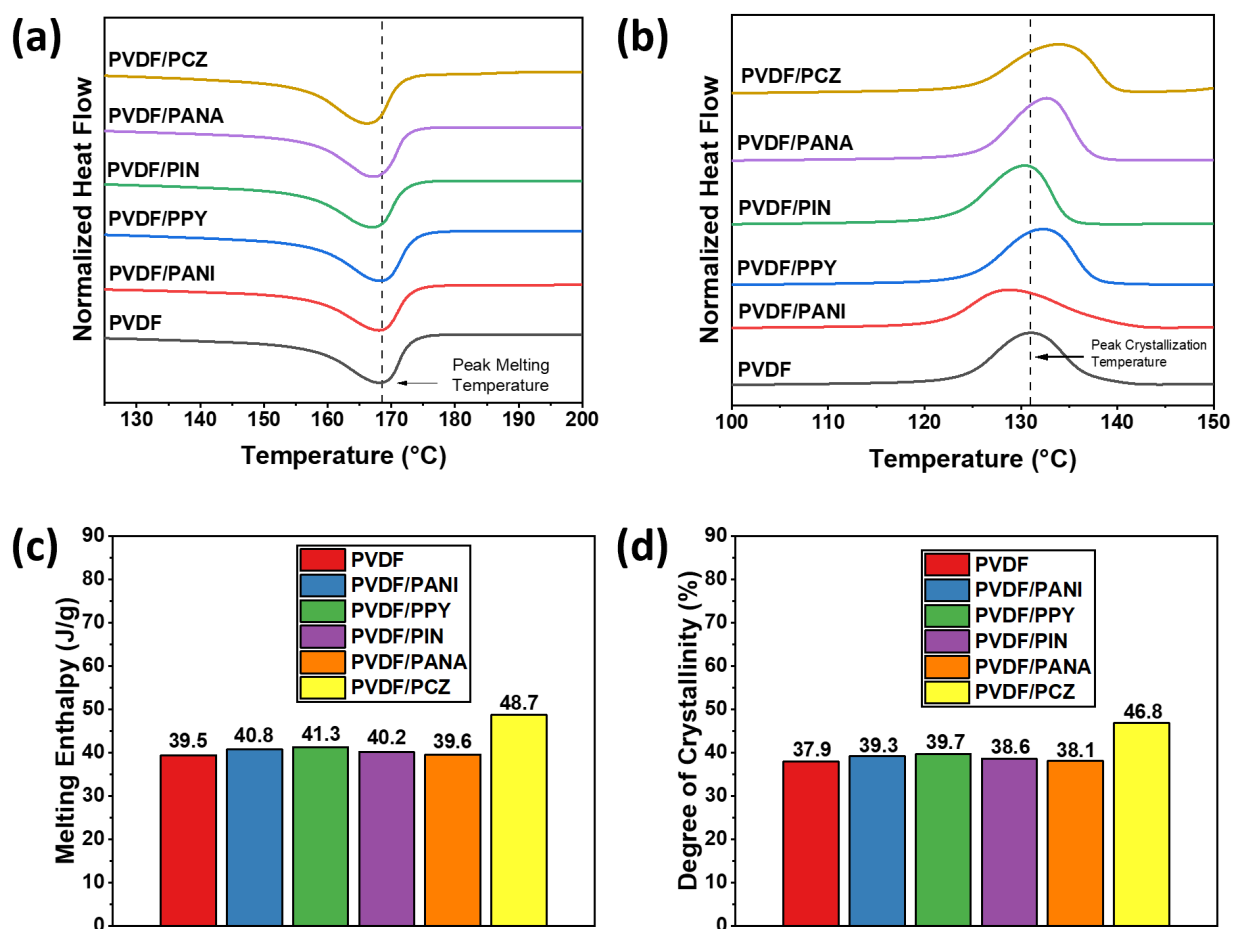 (a)
PVDF/PCZ
PVDF/PANA
PVDF/PIN
PVDF/PPY
PVDF/PANI
PVDF
Peak Melting
Temperature
Normalized Heat Flow
130 140 150 160 170 180 190 200
Temperature (°C)
(b)
PVDF/PCZ
PVDF/PANA
PVDF/PIN
PVDF/PPY
PVDF/PANI
PVDF
Peak Crystallization
Temperature
Normalized Heat Flow
100 110 120 130 140 150
Temperature (°C)
(c)
Melting Enthalpy (J/g)
90
80
70
60
50
40
30
20
10
0
PVDF
PVDF/PANI
PVDF/PPY
PVDF/PIN
PVDF/PANA
PVDF/PCZ
39.5 40.8 41.3 40.2 39.6 48.7
(d)
Degree of Crystallinity (%)
90
80
70
60
50
40
30
20
10
0
PVDF
PVDF/PANI
PVDF/PPY
PVDF/PIN
PVDF/PANA
PVDF/PCZ
37.9 39.3 39.7 38.6 38.1 46.8